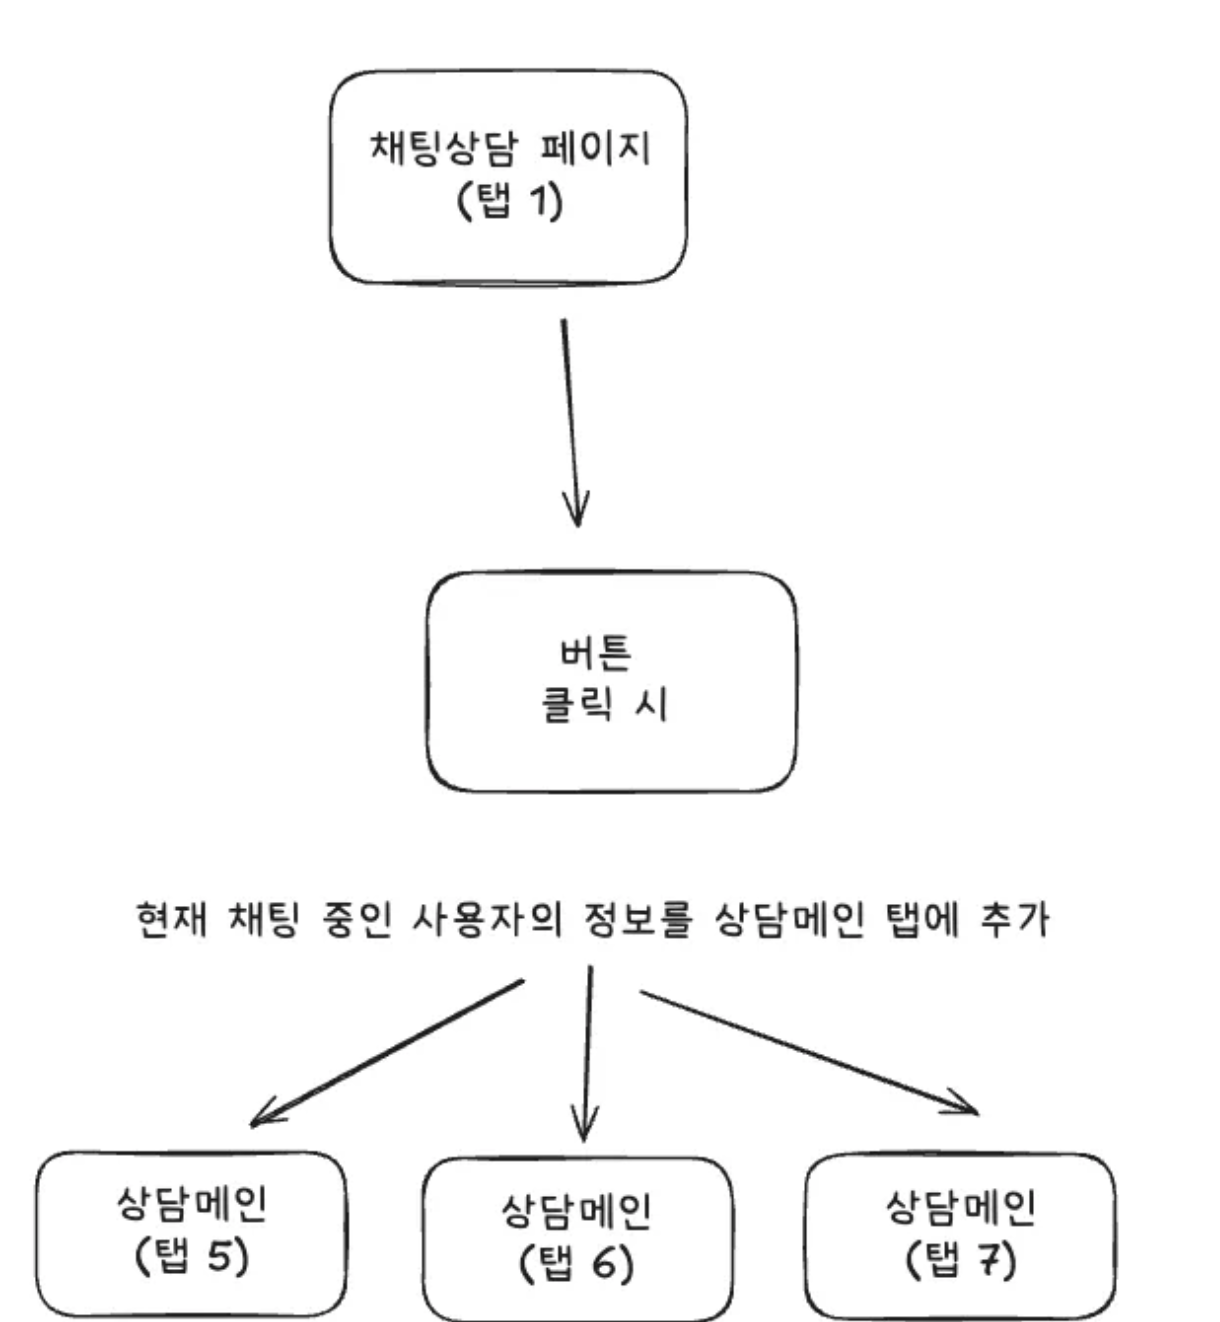 채팅상담 페이지
(탭 1)
버튼
클릭 시
현재 채팅 중인 사용자의 정보를 상담메인 탭에 추가
상담메인
(탭 5)
상담메인
(탭 6)
상담메인
(탭 7)